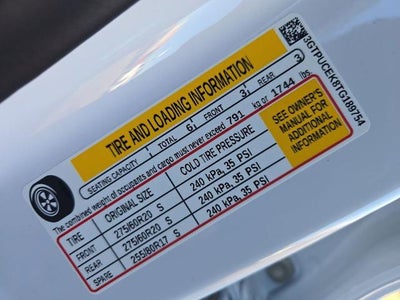 3GTPUCEK8TG189754
TIRE AND LOADING INFORMATION
SEATING CAPACITY TOTAL 6 FRONT 3 REAR 3
The combined weight of occupants and cargo must never exceed 791 kg or 1744 lbs.
TIRE ORIGINAL SIZE COLD TIRE PRESSURE
FRONT 275/60R20 S 240 kPa, 35 PSI
REAR 275/60R20 S 240 kPa, 35 PSI
SPARE 255/80R17 S 240 kPa, 35 PSI
SEE OWNER'S
MANUAL FOR
ADDITIONAL
INFORMATION